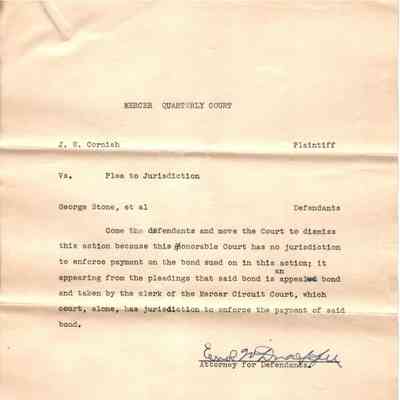 MERCER QUARTERLY COURT
J. W. Cornish Plaintiff
Vs. Plea to Jurisdiction
George Stone, et al Defendants
Come the defendents and move the Court to dismiss
this action because this Honorable Court has no jurisdiction
to enforce payment on the bond sued on in this action; it
appearing from the pleadings that said bond is an appeal bond
and taken by the clerk of the Mercer Circuit Court, which
court, alone, has jurisdiction to enforce the payment of said
bond.
Attorney for Defendants.